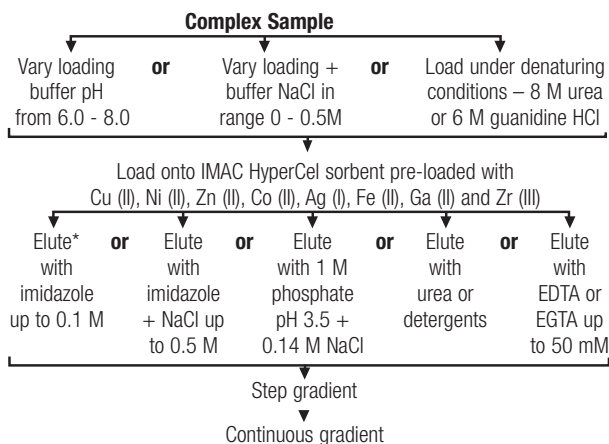 Complex Sample
Vary loading
buffer pH
from 6.0 - 8.0
or
Vary loading +
buffer NaCl in
range 0 - 0.5M
or
Load under denaturing
conditions – 8 M urea
or 6 M guanidine HCl
Load onto IMAC HyperCel sorbent pre-loaded with
Cu (II), Ni (II), Zn (II), Co (II), Ag (I), Fe (II), Ga (II) and Zr (III)
Elute*
with
imidazole
up to 0.1 M
or
Elute
with
imidazole
+ NaCl up
to 0.5 M
or
Elute
with 1 M
phosphate
pH 3.5 +
0.14 M NaCl
or
Elute
with
urea or
detergents
or
Elute
with
EDTA or
EGTA up
to 50 mM
Step gradient
Continuous gradient